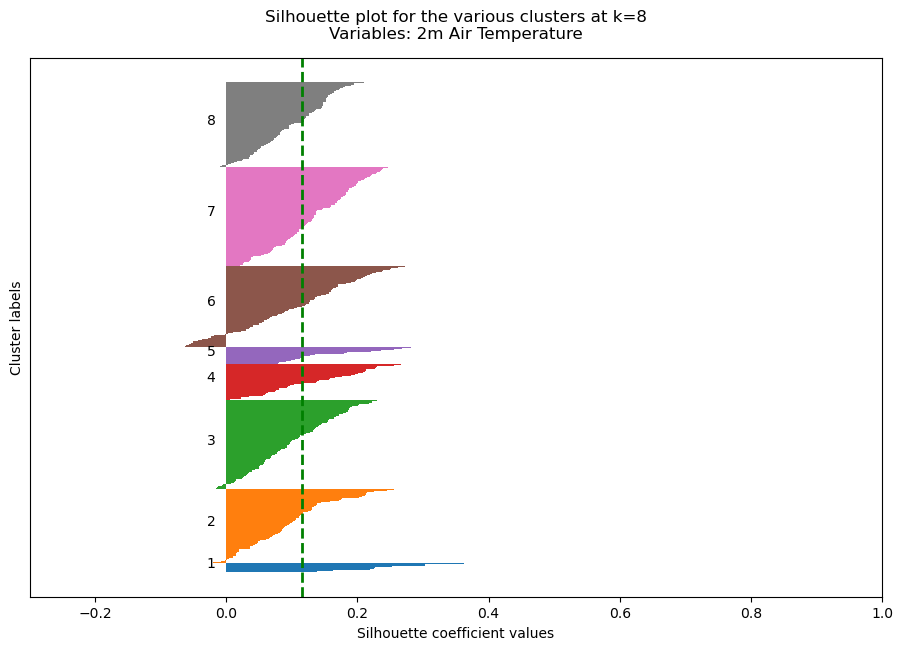 Silhouette plot for the various clusters at k=8
Variables: 2m Air Temperature
Cluster labels
8
7
6
5
4
3
2
1
−0.2 0.0 0.2 0.4 0.6 0.8 1.0
Silhouette coefficient values